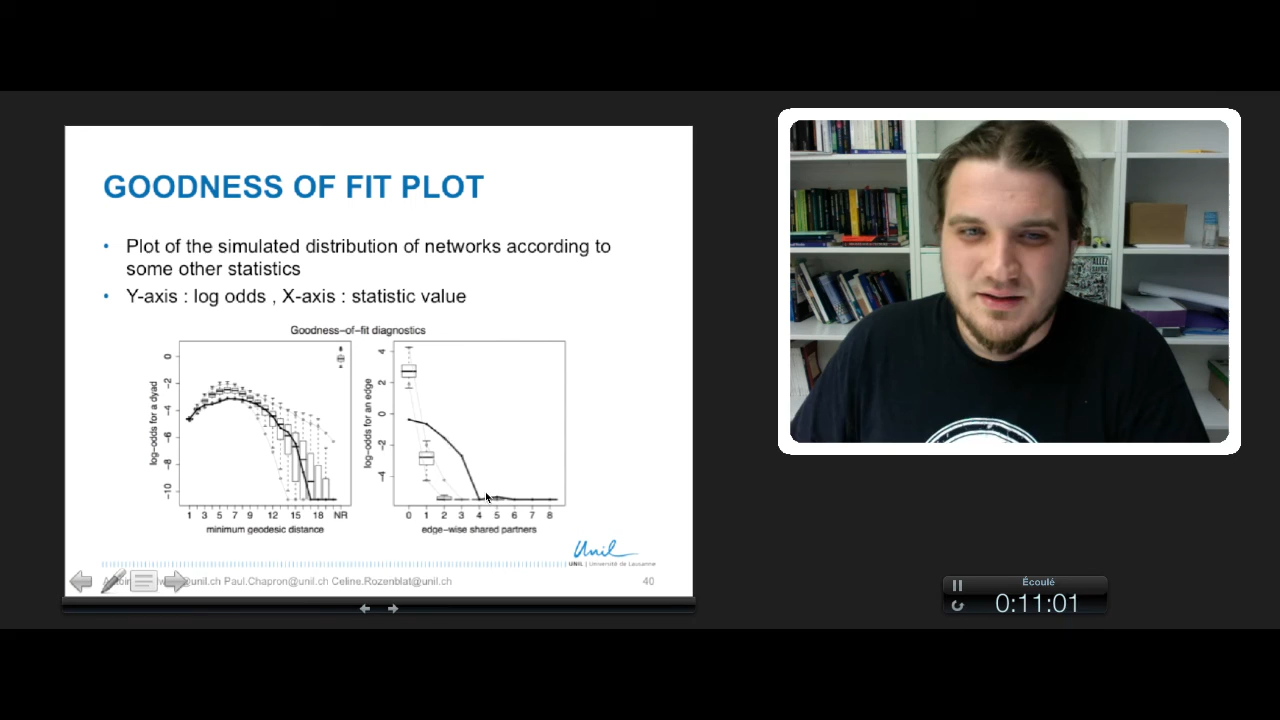 GOODNESS OF FIT PLOT
• Plot of the simulated distribution of networks according to
some other statistics
• Y-axis : log odds , X-axis : statistic value
Goodness-of-fit diagnostics
log-odds for a dyad
0
-2
-4
-6
-8
-10
1 3 5 7 9 12 15 18 NR
minimum geodesic distance
log-odds for an edge
4
2
0
-2
-4
0 1 2 3 4 5 6 7 8
edge-wise shared partners
Unil
UNIL | Université de Lausanne
@unil.ch Paul.Chapron@unil.ch Celine.Rozenblat@unil.ch
40
ALLEZ
SAVOIR
Écoulé
0:11:01